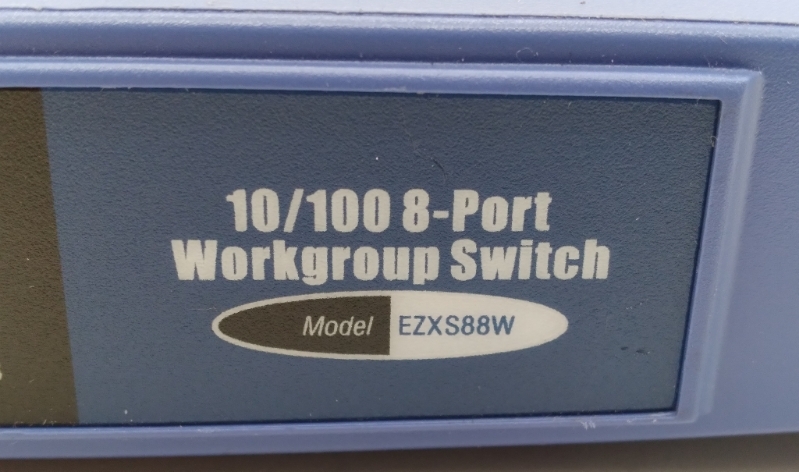 10/100 8-Port
Workgroup Switch
Model EZXS88W